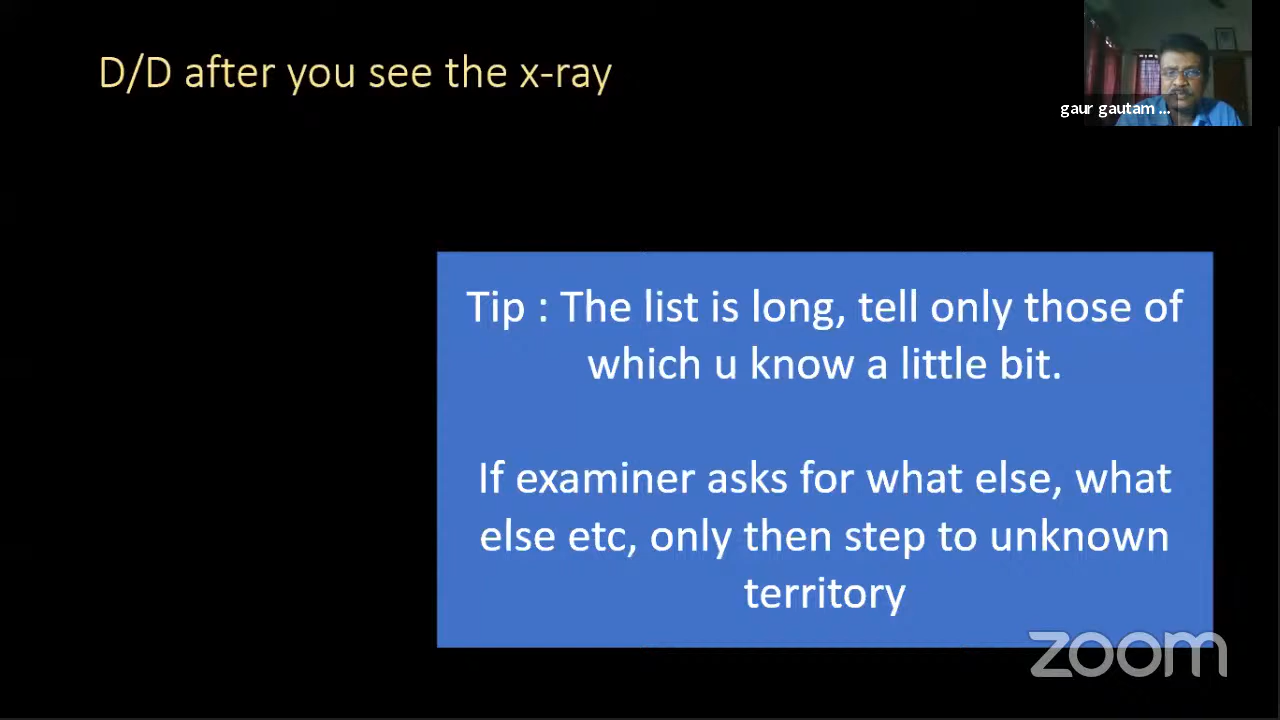 D/D after you see the x-ray
gaur gautam ...
Tip : The list is long, tell only those of
which u know a little bit.
If examiner asks for what else, what
else etc, only then step to unknown
territory
zoom